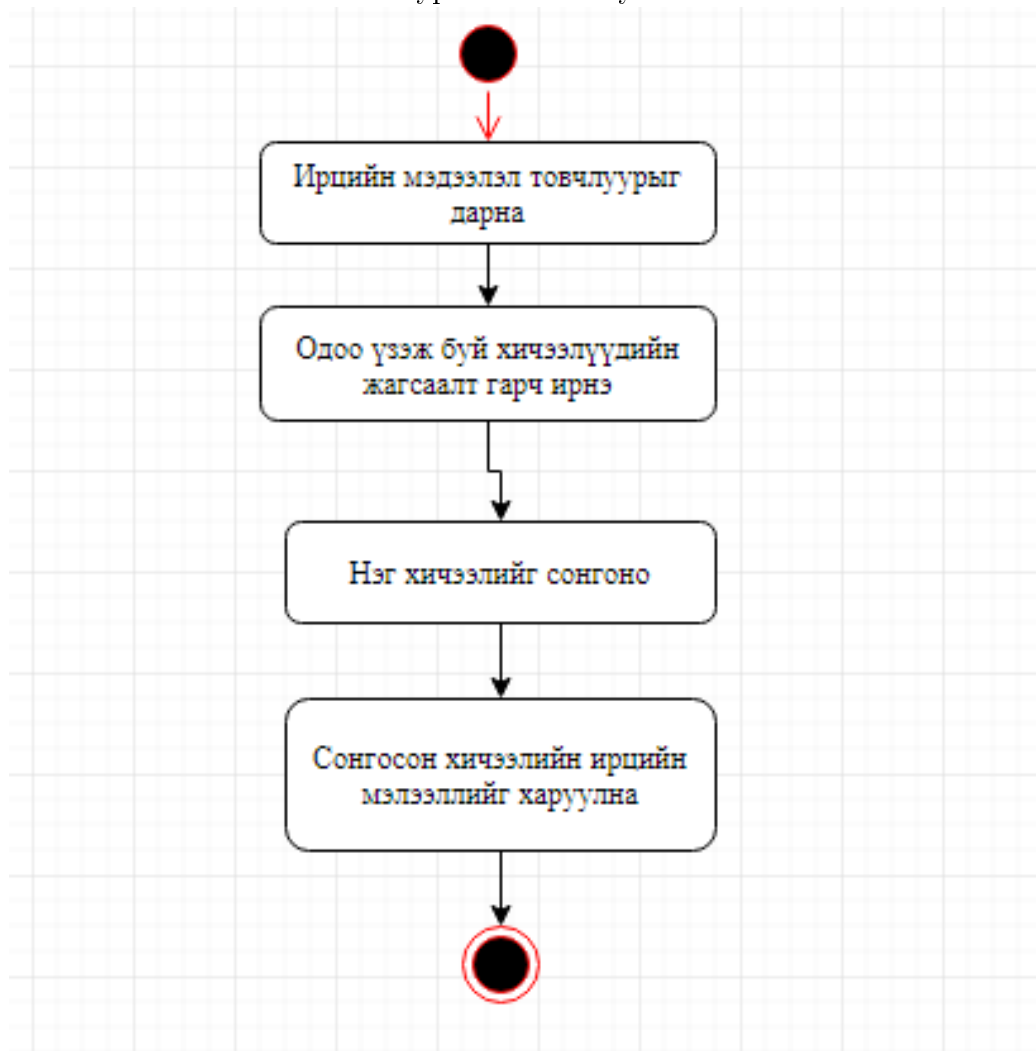 Ирцийн мэдээлэл товчлуурыг
дарна
Одоо үзэж буй хичээлүүдийн
жагсаалт гарч ирнэ
Нэг хичээлийг сонгоно
Сонгосон хичээлийн ирцийн
мэлээллийг харуулна